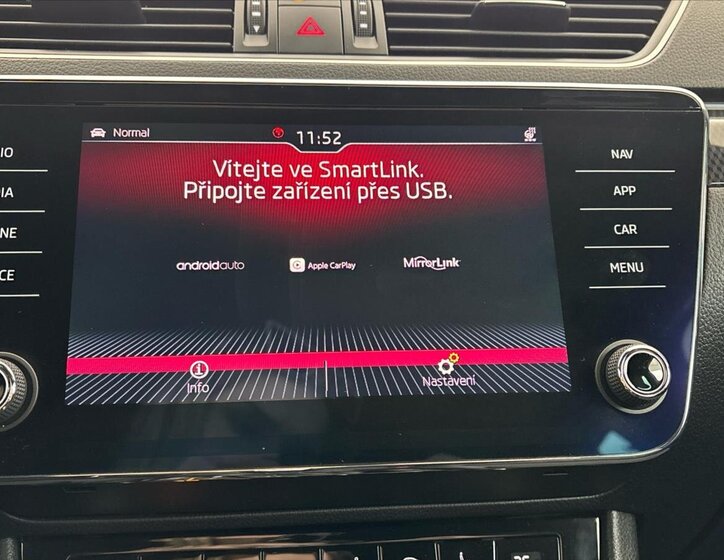 Normal
11:52
Vítejte ve SmartLink.
Připojte zařízení přes USB.
androidauto
Apple CarPlay
MirrorLink
Info
Nastavení
NAV
APP
CAR
MENU